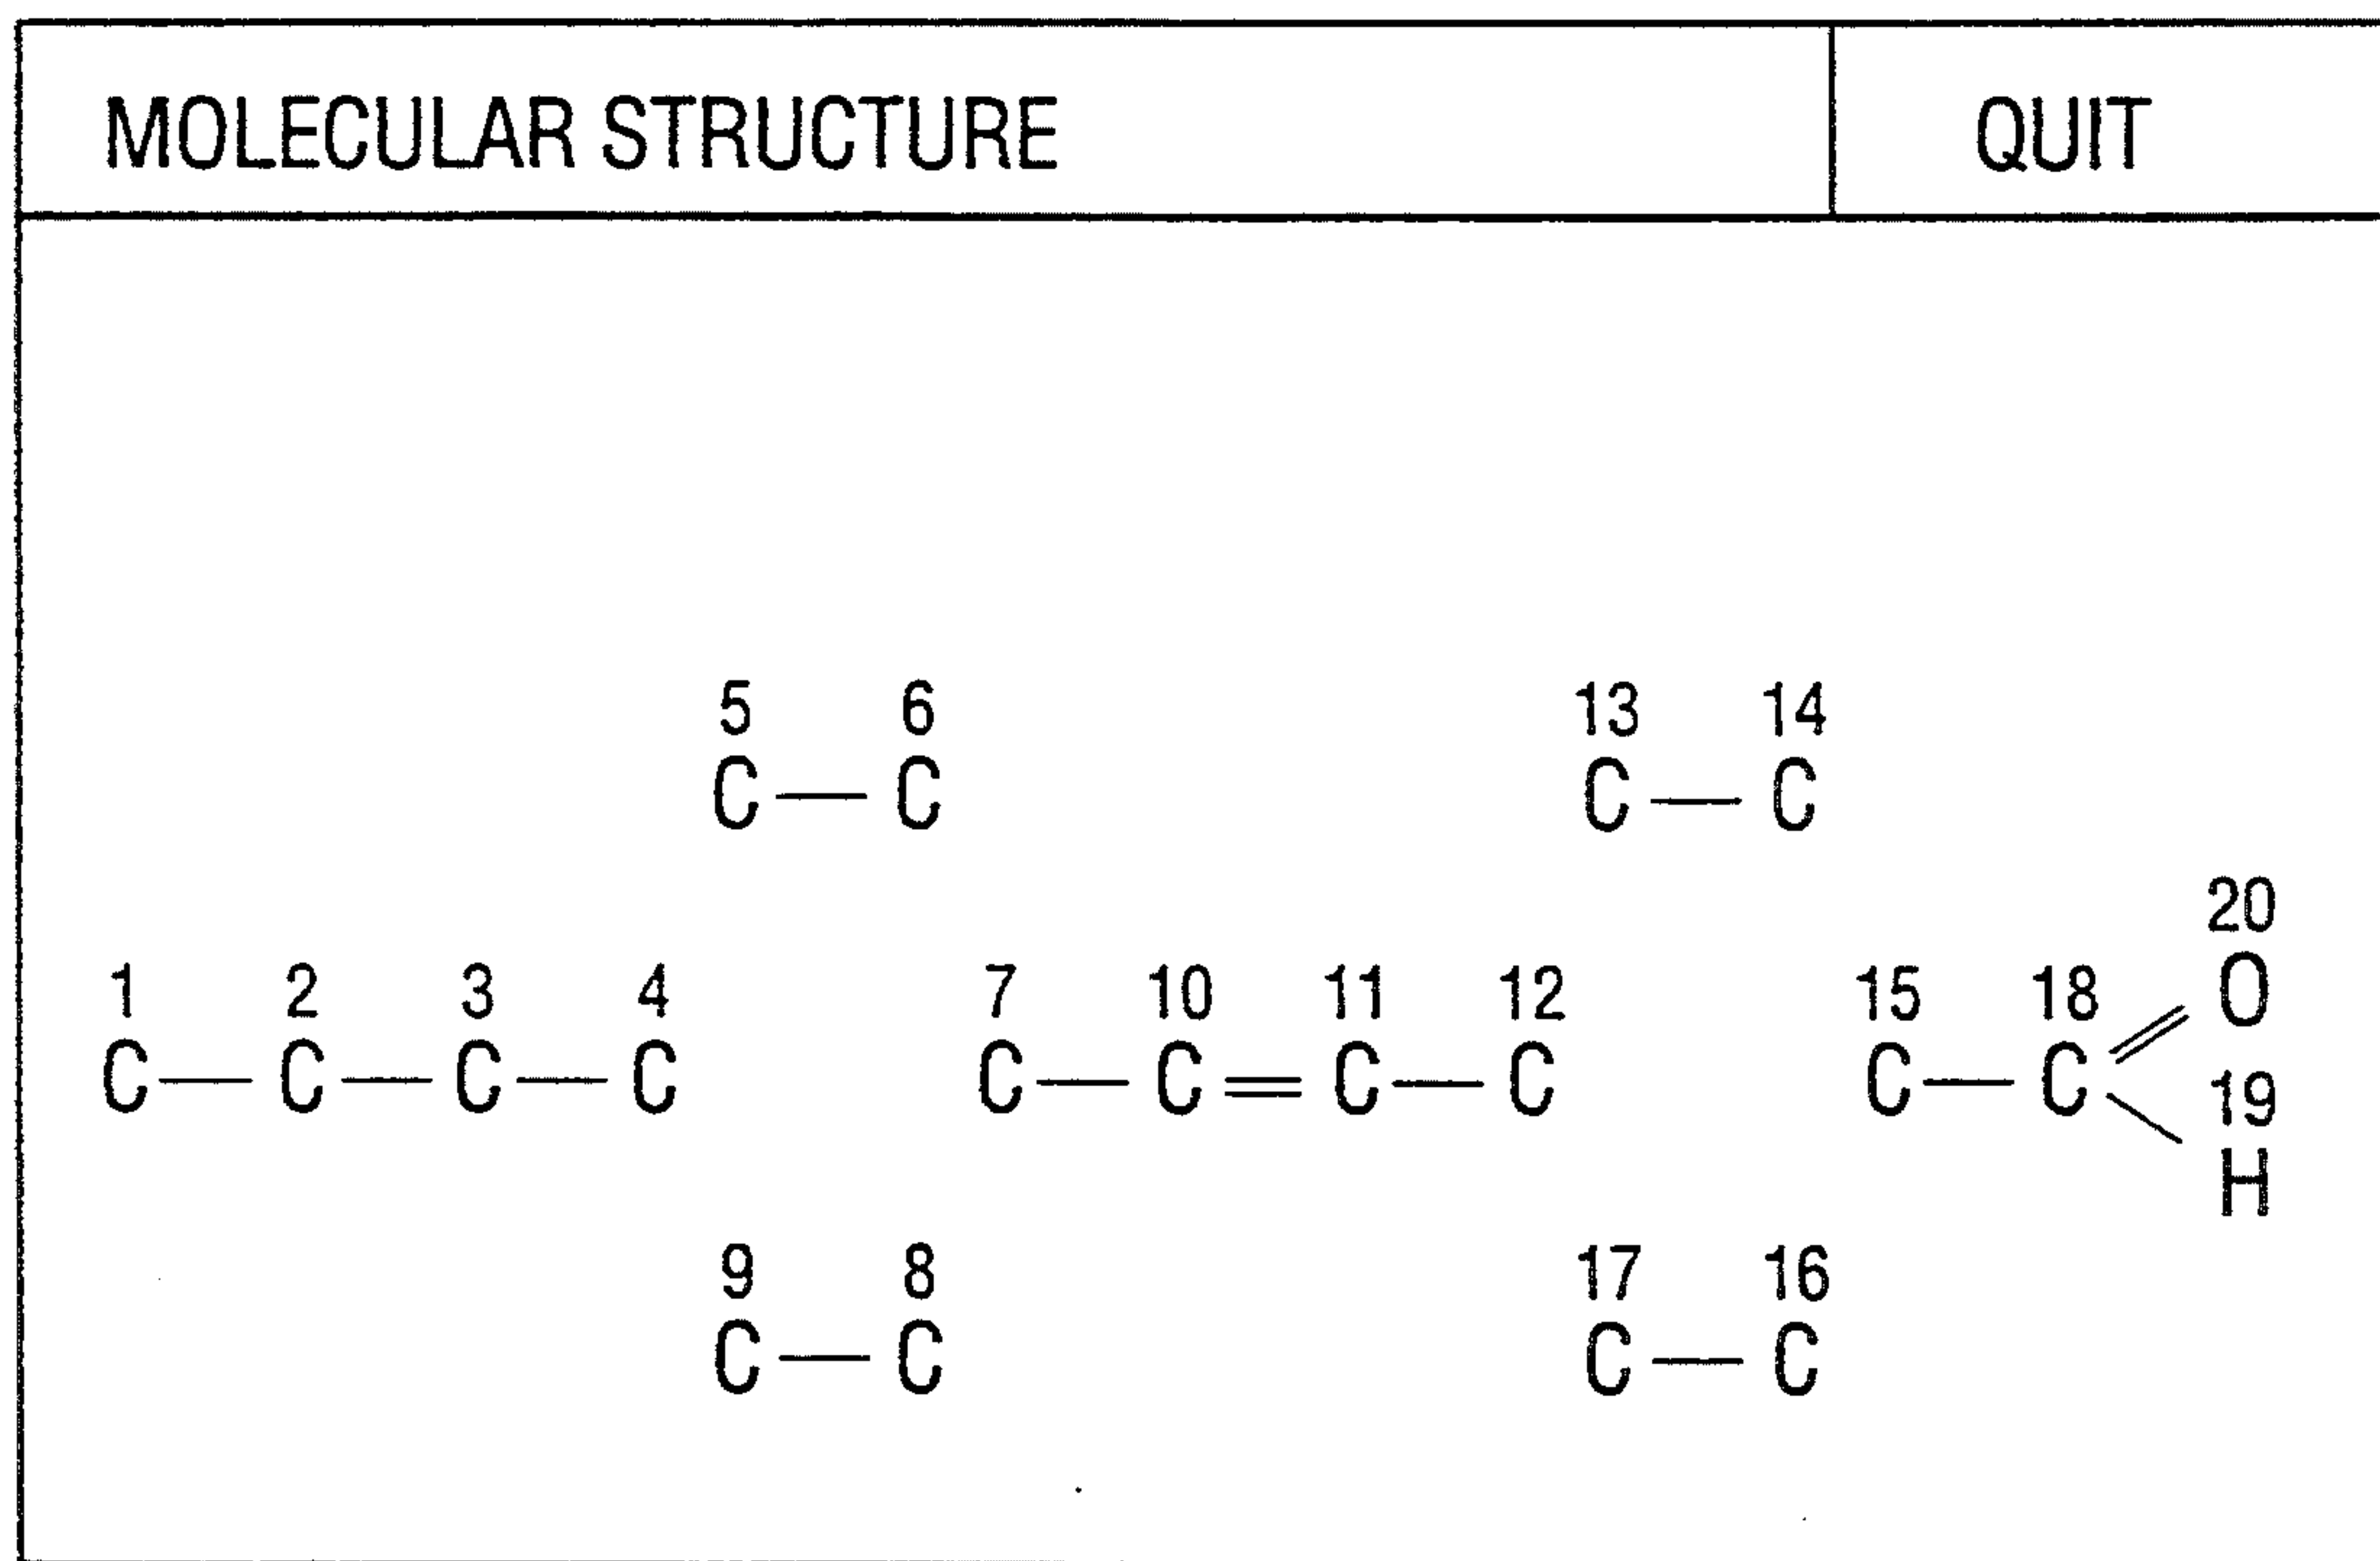 MOLECULAR STRUCTURE QUIT
5 6 13 14
C — C C — C
20
1 2 3 4 7 10 11 12 15 18 O
C — C — C — C C — C = C — C C — C
19
H
9 8 17 16
C — C C — C